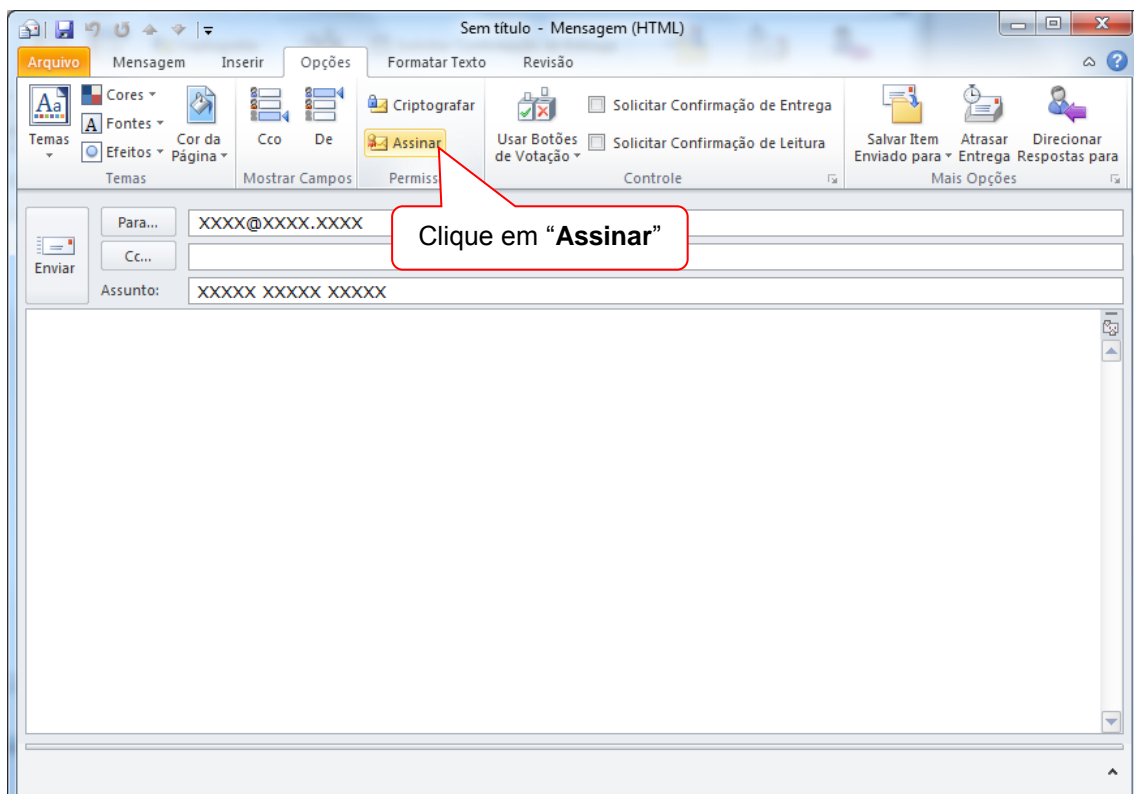 Sem título - Mensagem (HTML)
Arquivo Mensagem Inserir Opções Formatar Texto Revisão
Aa Temas
Cores
A Fontes
Efeitos
Cor da
Página
Temas
Cco De
Mostrar Campos
Criptografar
Assinar
Permiss
Usar Botões
de Votação
Solicitar Confirmação de Entrega
Solicitar Confirmação de Leitura
Controle
Salvar Item
Enviado para
Atrasar
Entrega
Direcionar
Respostas para
Mais Opções
Clique em “Assinar”
Enviar
Para... XXXX@XXXX.XXXX
Cc...
Assunto: XXXXX XXXXX XXXXX